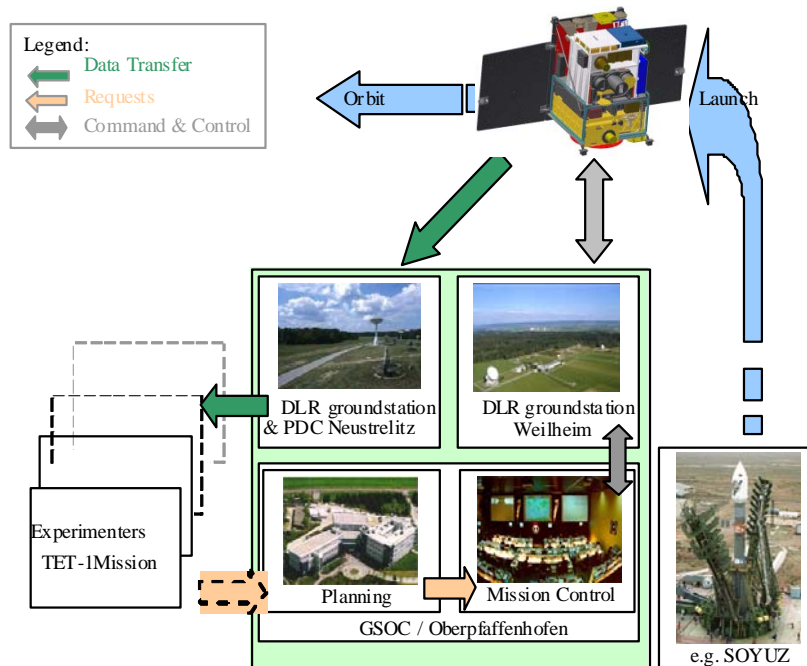 Legend:
Data Transfer
Requests
Command & Control
Orbit
Launch
DLR groundstation
& PDC Neustrelitz
DLR groundstation
Weilheim
Experimenters
TET-1Mission
Planning
Mission Control
GSOC / Oberpfaffenhofen
e.g. SOYUZ